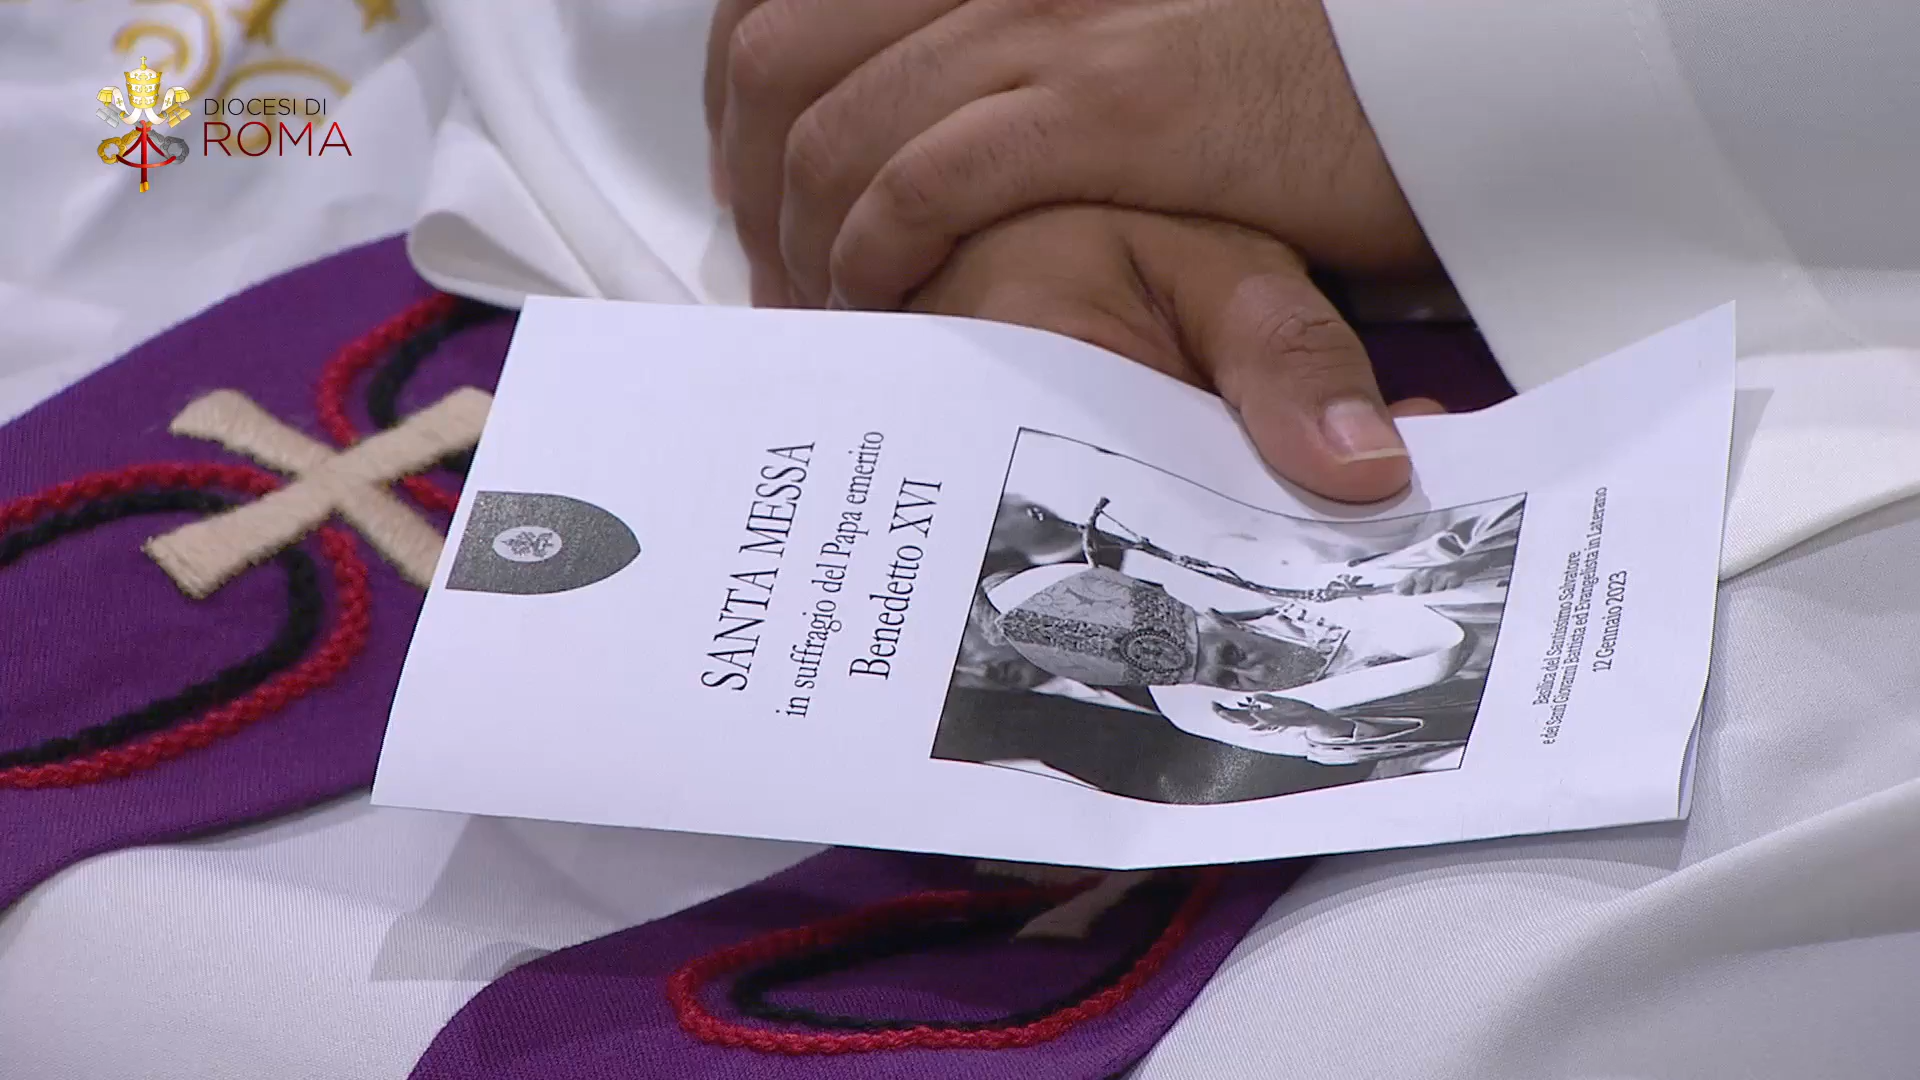 DIOCESI DI
ROMA
SANTA MESSA
in suffragio del Papa emerito
Benedetto XVI
Basilica del Santissimo Salvatore
e dei Santi Giovanni Battista ed Evangelista in Laterano
12 Gennaio 2023